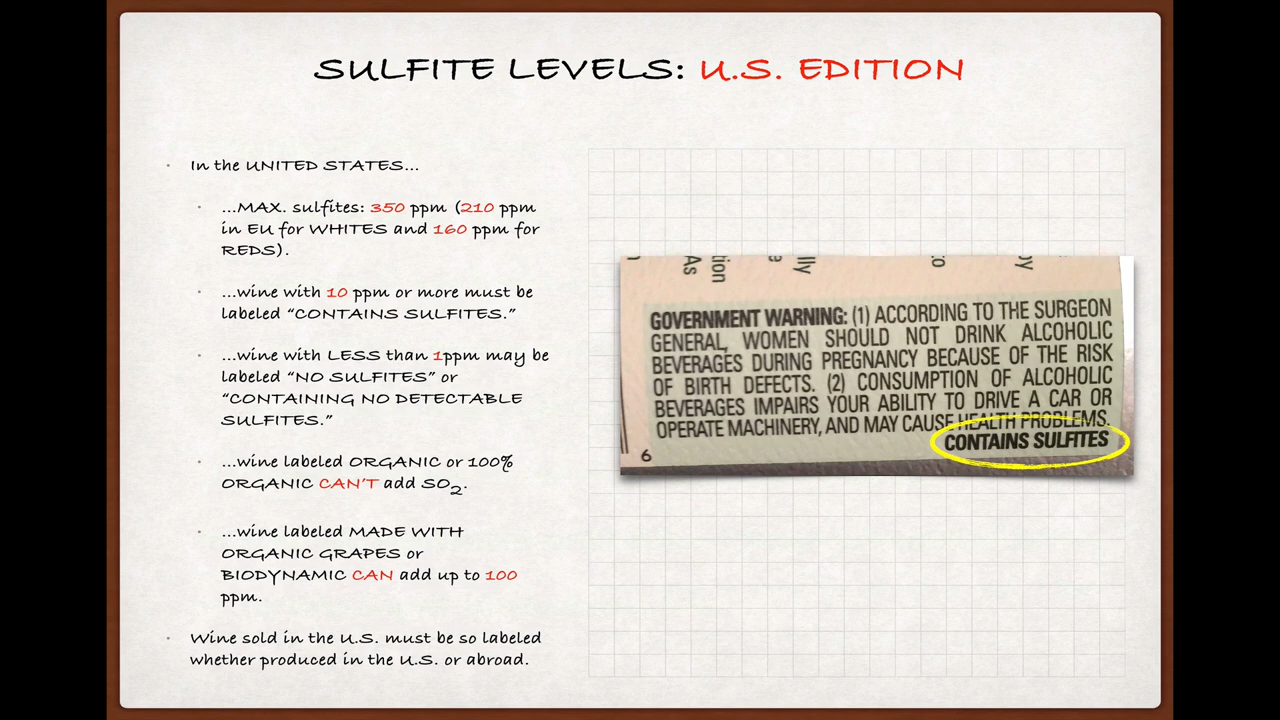 SULFITE LEVELS: U.S. EDITION
In the UNITED STATES...
...MAX. sulfites: 350 ppm (210 ppm
in EU for WHITES and 160 ppm for
REDS).
...wine with 10 ppm or more must be
labeled “CONTAINS SULFITES.”
...wine with LESS than 1ppm may be
labeled “NO SULFITES” or
“CONTAINING NO DETECTABLE
SULFITES.”
...wine labeled ORGANIC or 100%
ORGANIC CAN'T add SO2.
...wine labeled MADE WITH
ORGANIC GRAPES or
BIODYNAMIC CAN add up to 100
ppm.
Wine sold in the U.S. must be so labeled
whether produced in the U.S. or abroad.
As
tion
lly
GOVERNMENT WARNING: (1) ACCORDING TO THE SURGEON
GENERAL, WOMEN SHOULD NOT DRINK ALCOHOLIC
BEVERAGES DURING PREGNANCY BECAUSE OF THE RISK
OF BIRTH DEFECTS. (2) CONSUMPTION OF ALCOHOLIC
BEVERAGES IMPAIRS YOUR ABILITY TO DRIVE A CAR OR
OPERATE MACHINERY, AND MAY CAUSE HEALTH PROBLEMS.
CONTAINS SULFITES
6